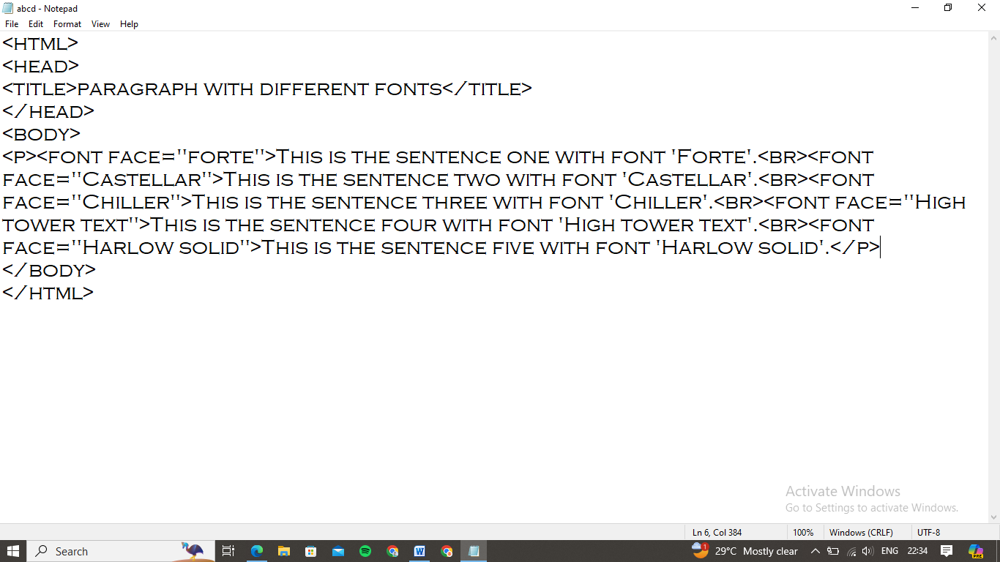 abcd - Notepad
File Edit Format View Help
<HTML>
<HEAD>
<TITLE>PARAGRAPH WITH DIFFERENT FONTS</TITLE>
</HEAD>
<BODY>
<P><FONT FACE="FORTE">This is the sentence one with font 'Forte'.<BR><FONT
FACE="Castellar">This is the sentence two with font 'Castellar'.<BR><FONT
FACE="Chiller">This is the sentence three with font 'Chiller'.<BR><FONT FACE="High
tower text">This is the sentence four with font 'High tower text'.<BR><FONT
FACE="Harlow solid">This is the sentence five with font 'Harlow solid'.</P>
</BODY>
</HTML>
Activate Windows
Go to Settings to activate Windows.
Ln 6, Col 384 100% Windows (CRLF) UTF-8
Search 1 29°C Mostly clear ENG 22:34 PRE